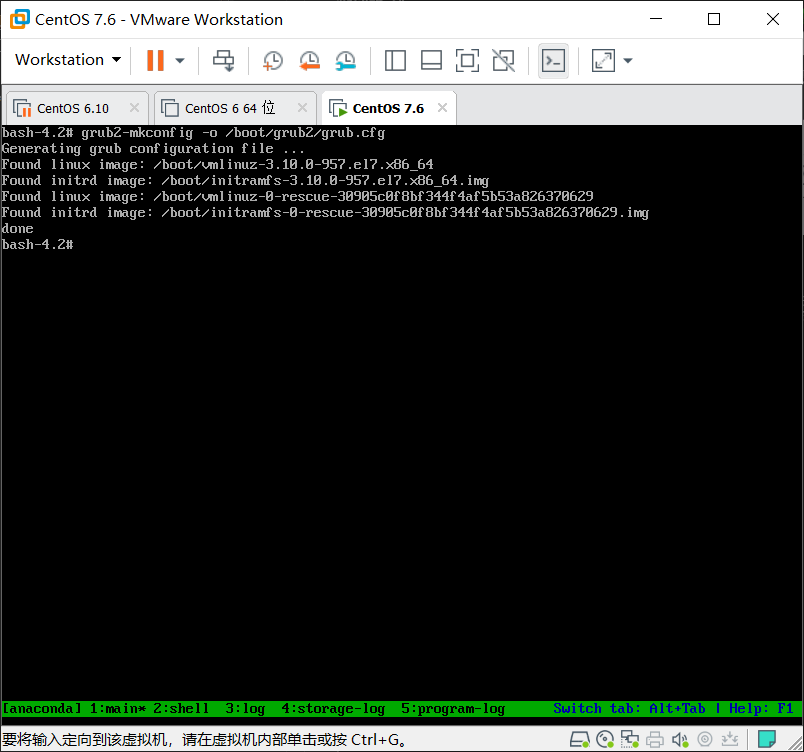 CentOS 7.6 - VMware Workstation
Workstation
CentOS 6.10
CentOS 6 64 位
CentOS 7.6
bash-4.2# grub2-mkconfig -o /boot/grub2/grub.cfg
Generating grub configuration file ...
Found linux image: /boot/vmlinuz-3.10.0-957.el7.x86_64
Found initrd image: /boot/initramfs-3.10.0-957.el7.x86_64.img
Found linux image: /boot/vmlinuz-0-rescue-30905c0f8bf344f4af5b53a826370629
Found initrd image: /boot/initramfs-0-rescue-30905c0f8bf344f4af5b53a826370629.img
done
bash-4.2#
[anaconda] 1:main* 2:shell  3:log  4:storage-log  5:program-log      Switch tab: Alt+Tab | Help: F1
要将输入定向到该虚拟机，请在虚拟机内部单击或按 Ctrl+G。